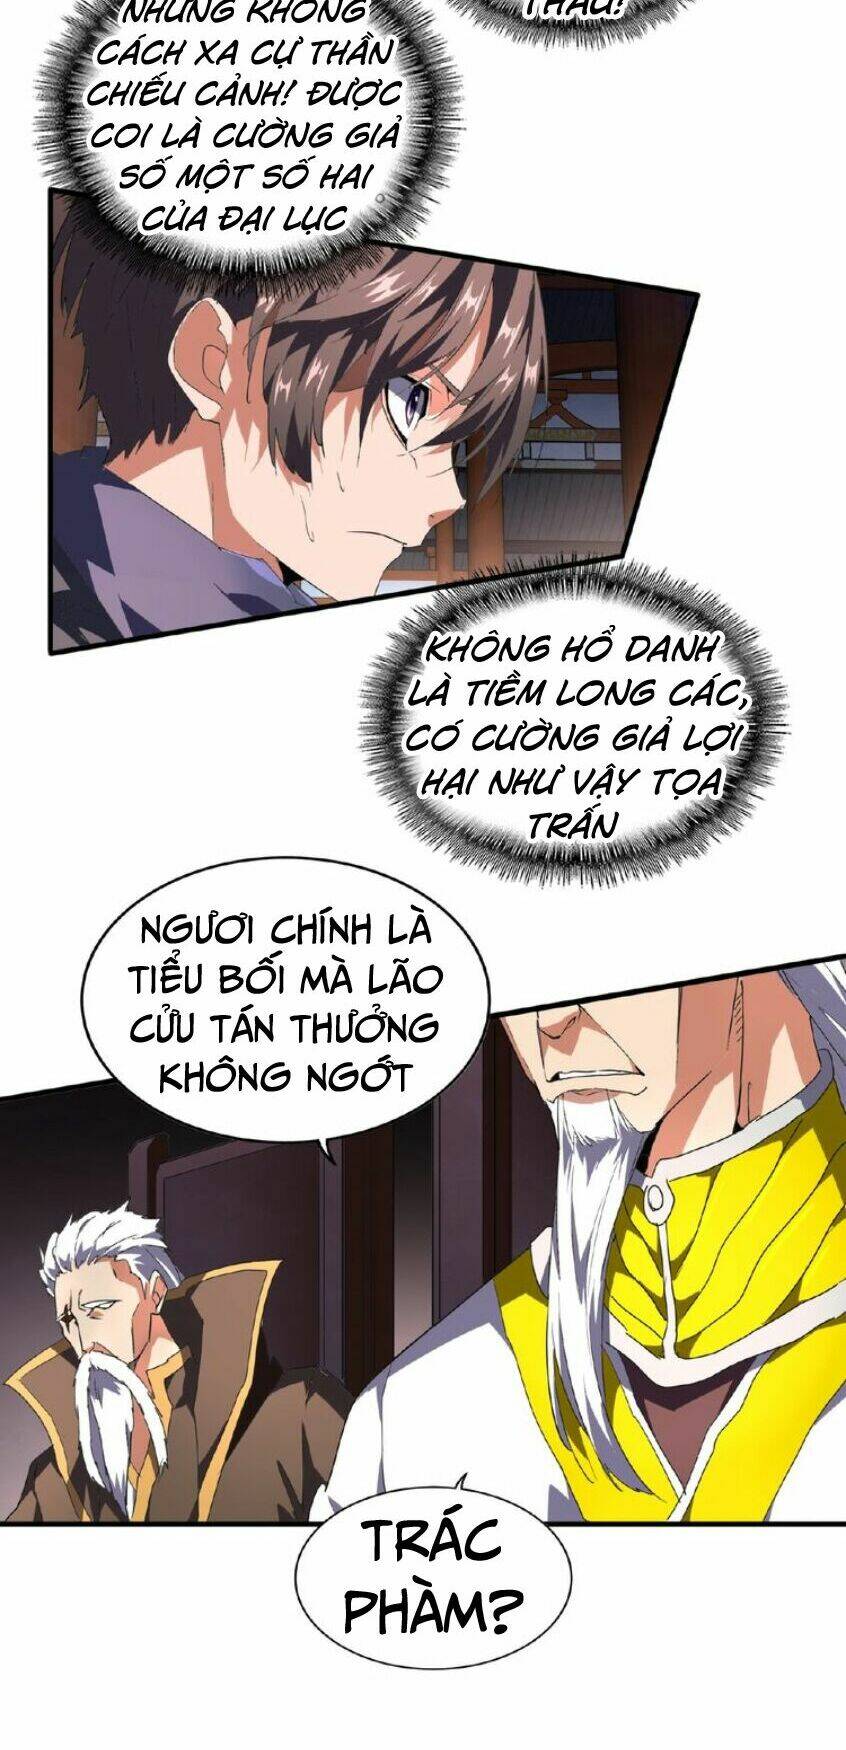 NHƯNG KHÔNG
CÁCH XA CỰ THẦN
CHIẾU CẢNH! ĐƯỢC
COI LÀ CƯỜNG GIẢ
SỐ MỘT SỐ HAI
CỦA ĐẠI LỤC
KHÔNG HỔ DANH
LÀ TIỀM LONG CÁC,
CÓ CƯỜNG GIẢ LỢI
HẠI NHƯ VẬY TỌA
TRẤN
NGƯƠI CHÍNH LÀ
TIỂU BỐI MÀ LÃO
CỬU TÁN THƯỞNG
KHÔNG NGỚT
TRÁC
PHÀM?